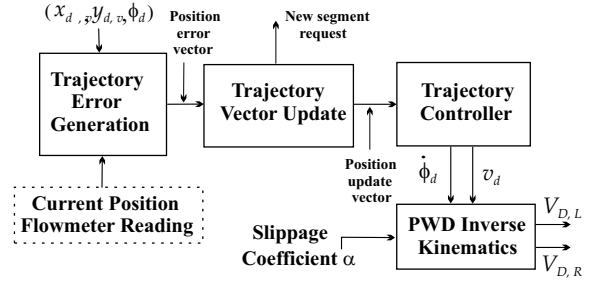 (x_d, v, y_d, v, ϕ_d)
Position
error
vector
New segment
request
Trajectory
Error
Generation
Trajectory
Vector Update
Trajectory
Controller
Position
update
vector
ϕ̇_d
v_d
Current Position
Flowmeter Reading
Slippage
Coefficient α
PWD Inverse
Kinematics
V_D, L
V_D, R